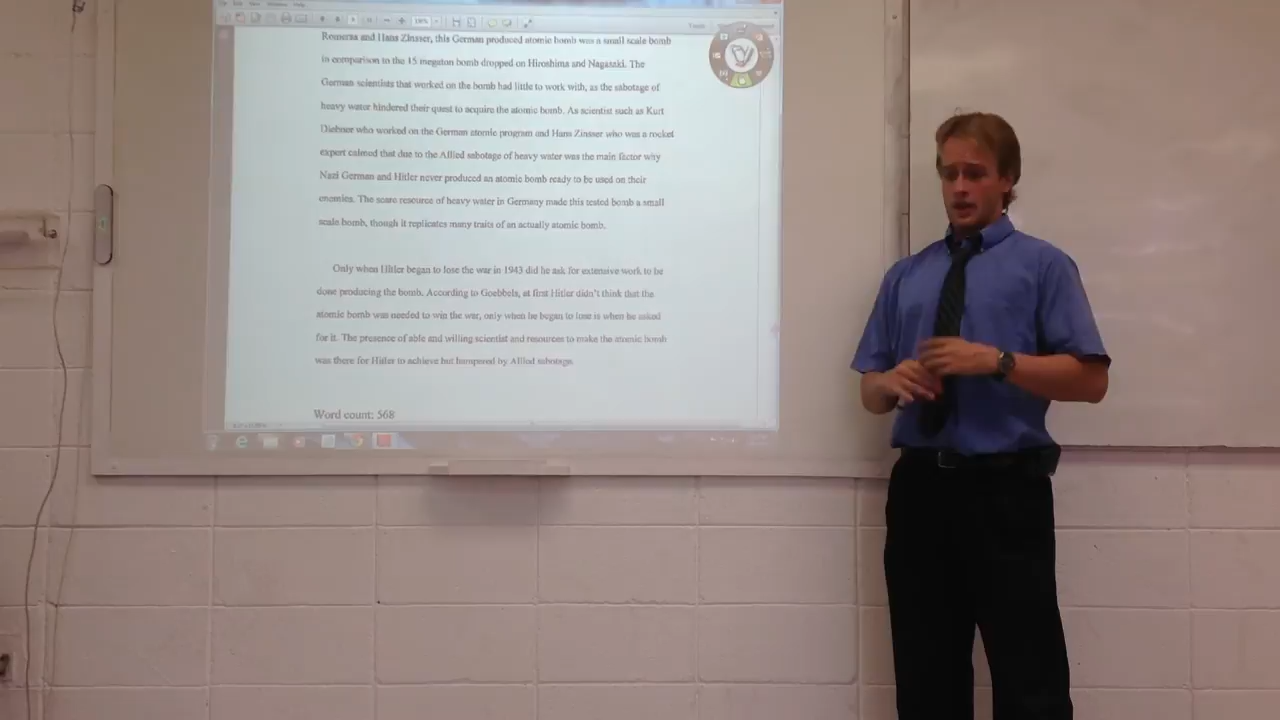 Romersa and Hans Zinsser, this German produced atomic bomb was a small scale bomb
in comparison to the 15 megaton bomb dropped on Hiroshima and Nagasaki. The
German scientists that worked on the bomb had little to work with, as the sabotage of
heavy water hindered their quest to acquire the atomic bomb. As scientist such as Kurt
Diebner who worked on the German atomic program and Hans Zinsser who was a rocket
expert calmed that due to the Allied sabotage of heavy water was the main factor why
Nazi German and Hitler never produced an atomic bomb ready to be used on their
enemies. The scare resource of heavy water in Germany made this tested bomb a small
scale bomb, though it replicates many traits of an actually atomic bomb.
Only when Hitler began to lose the war in 1943 did he ask for extensive work to be
done producing the bomb. According to Goebbels, at first Hitler didn't think that the
atomic bomb was needed to win the war, only when he began to lose is when he asked
for it. The presence of able and willing scientist and resources to make the atomic bomb
was there for Hitler to achieve but hampered by Allied sabotage.
Word count: 568